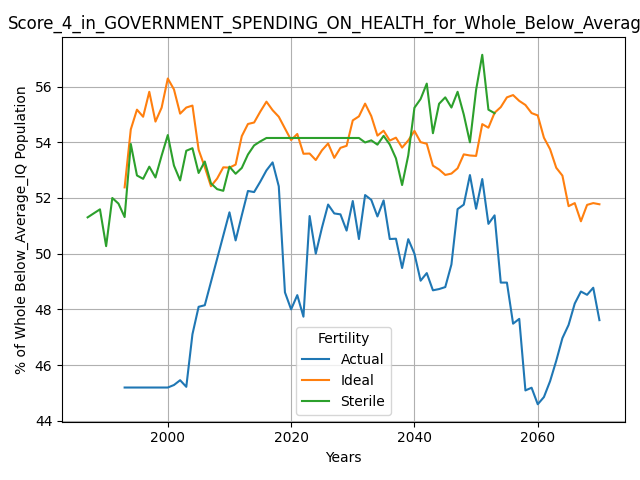 Score_4_in_GOVERNMENT_SPENDING_ON_HEALTH_for_Whole_Below_Averag
% of Whole Below_Average_IQ Population
56
54
52
50
48
46
44
Fertility
Actual
Ideal
Sterile
2000 2020 2040 2060
Years